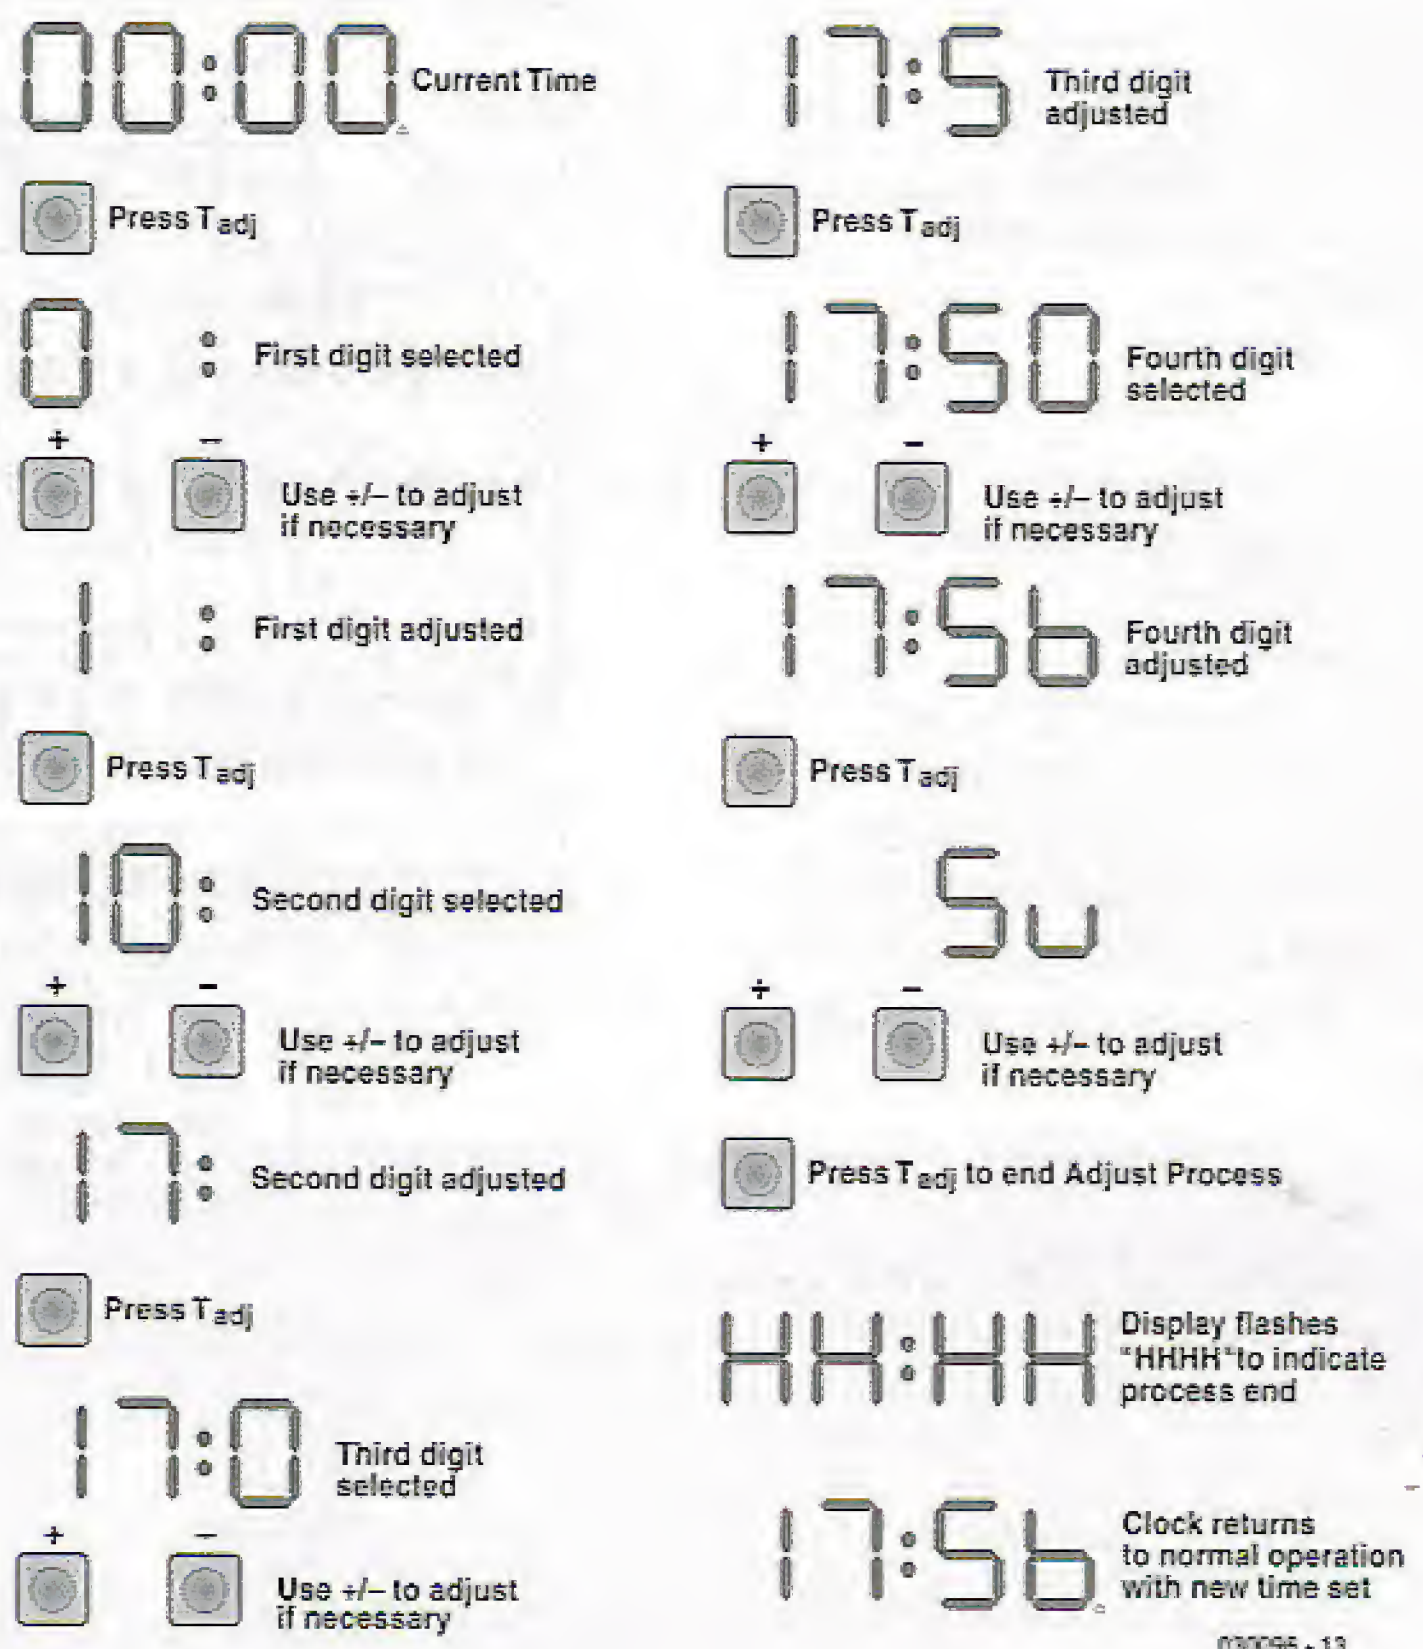 00:00 Current Time
Press Tadj
0 : First digit selected
+ –
Use +/– to adjust
if necessary
1 : First digit adjusted
Press Tadj
10: Second digit selected
+ –
Use +/– to adjust
if necessary
17: Second digit adjusted
Press Tadj
17:0 Third digit
selected
+ –
Use +/– to adjust
if necessary
17:5 Third digit
adjusted
Press Tadj
17:50 Fourth digit
selected
+ –
Use +/– to adjust
if necessary
17:56 Fourth digit
adjusted
Press Tadj
Su
+ –
Use +/– to adjust
if necessary
Press Tadj to end Adjust Process
HH:HH Display flashes
"HHHH"to indicate
process end
17:56 Clock returns
to normal operation
with new time set